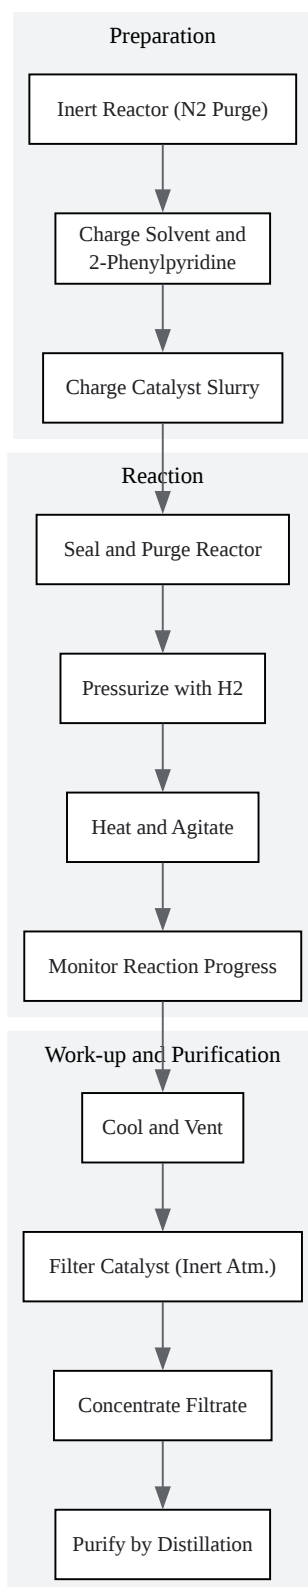 Preparation
Inert Reactor (N2 Purge)
Charge Solvent and
2-Phenylpyridine
Charge Catalyst Slurry
Reaction
Seal and Purge Reactor
Pressurize with H2
Heat and Agitate
Monitor Reaction Progress
Work-up and Purification
Cool and Vent
Filter Catalyst (Inert Atm.)
Concentrate Filtrate
Purify by Distillation